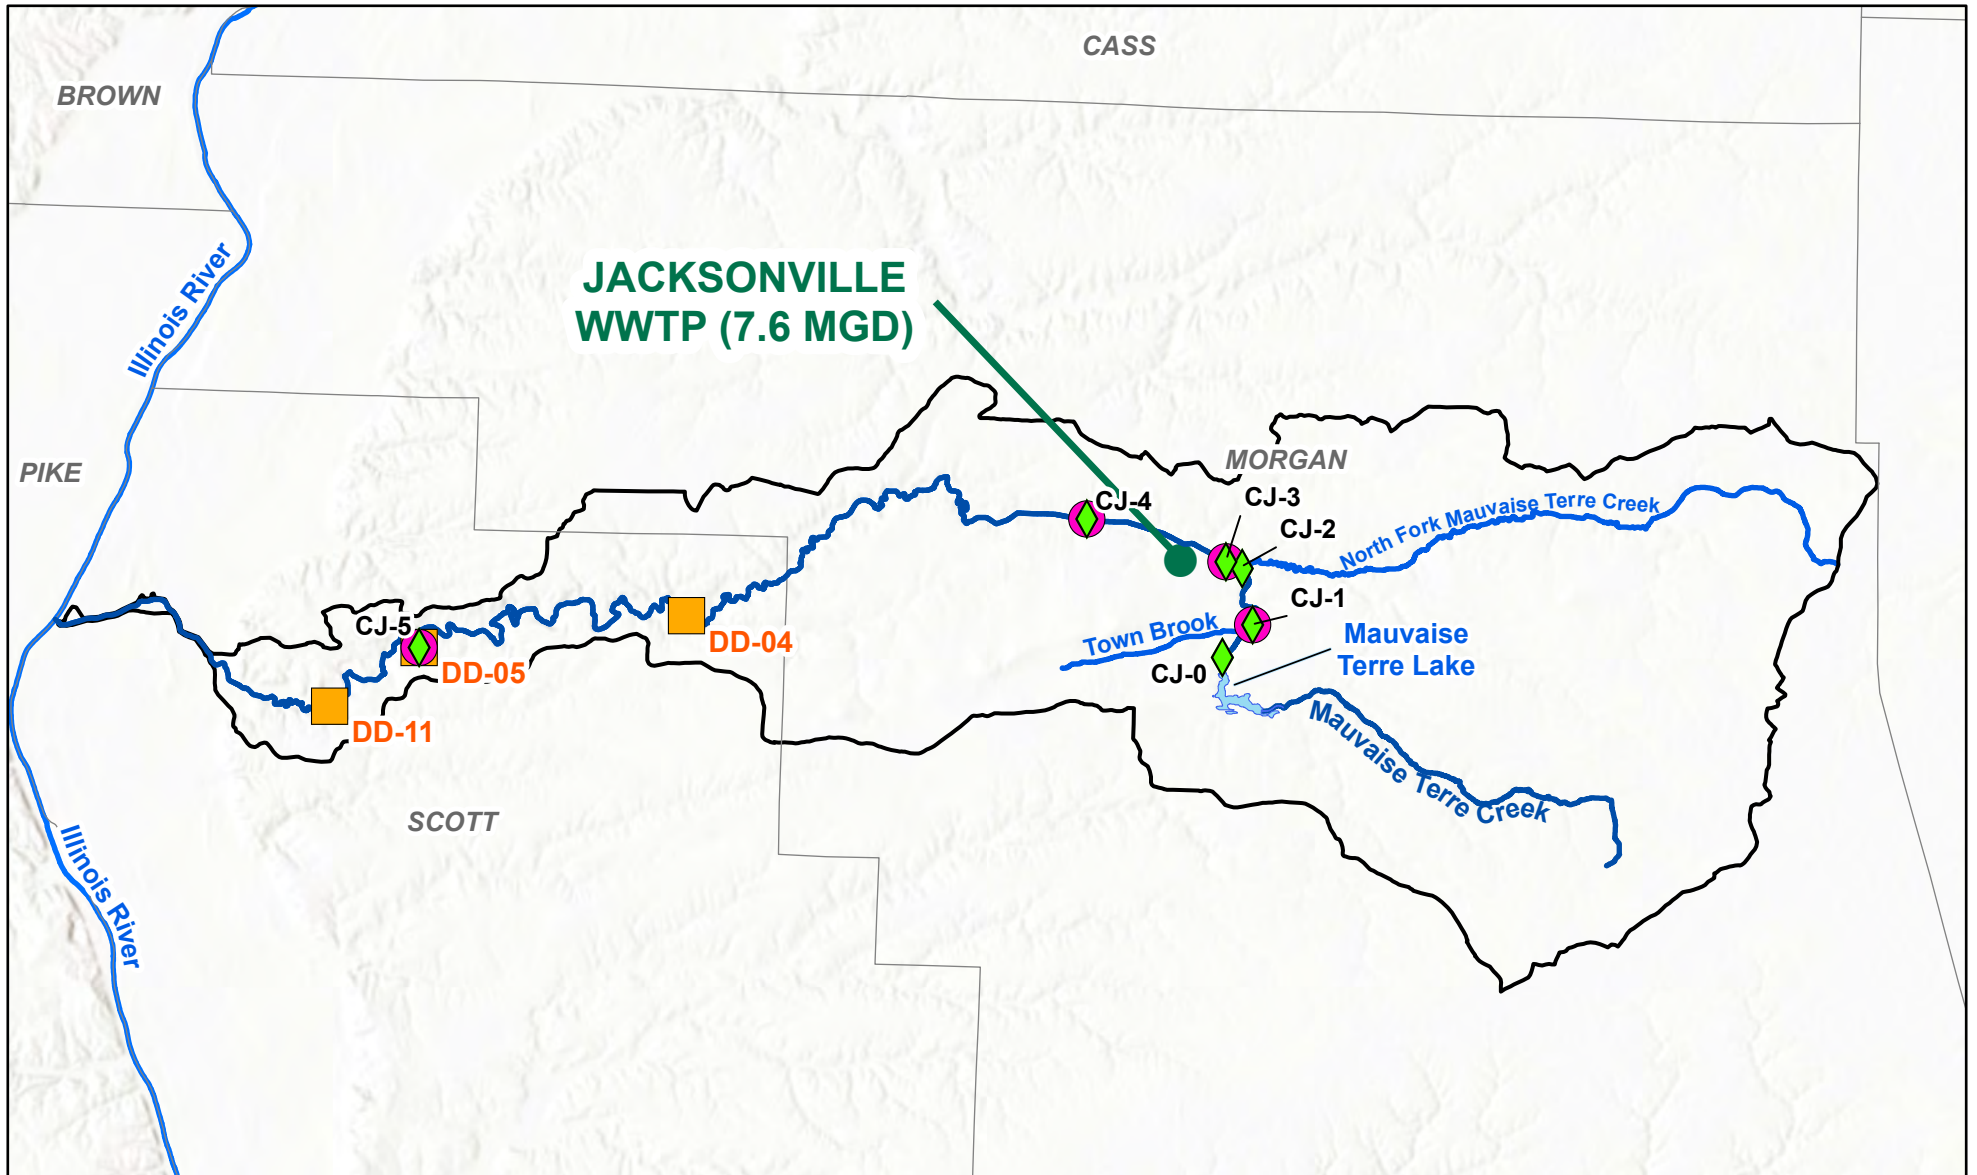 CASS
BROWN
Illinois River
JACKSONVILLE
WWTP (7.6 MGD)
PIKE
MORGAN
CJ-4
CJ-3
CJ-2
North Fork Mauvaise Terre Creek
CJ-1
Town Brook
Mauvaise
Terre Lake
CJ-0
CJ-5
DD-04
DD-05
DD-11
Mauvaise Terre Creek
SCOTT
Illinois River